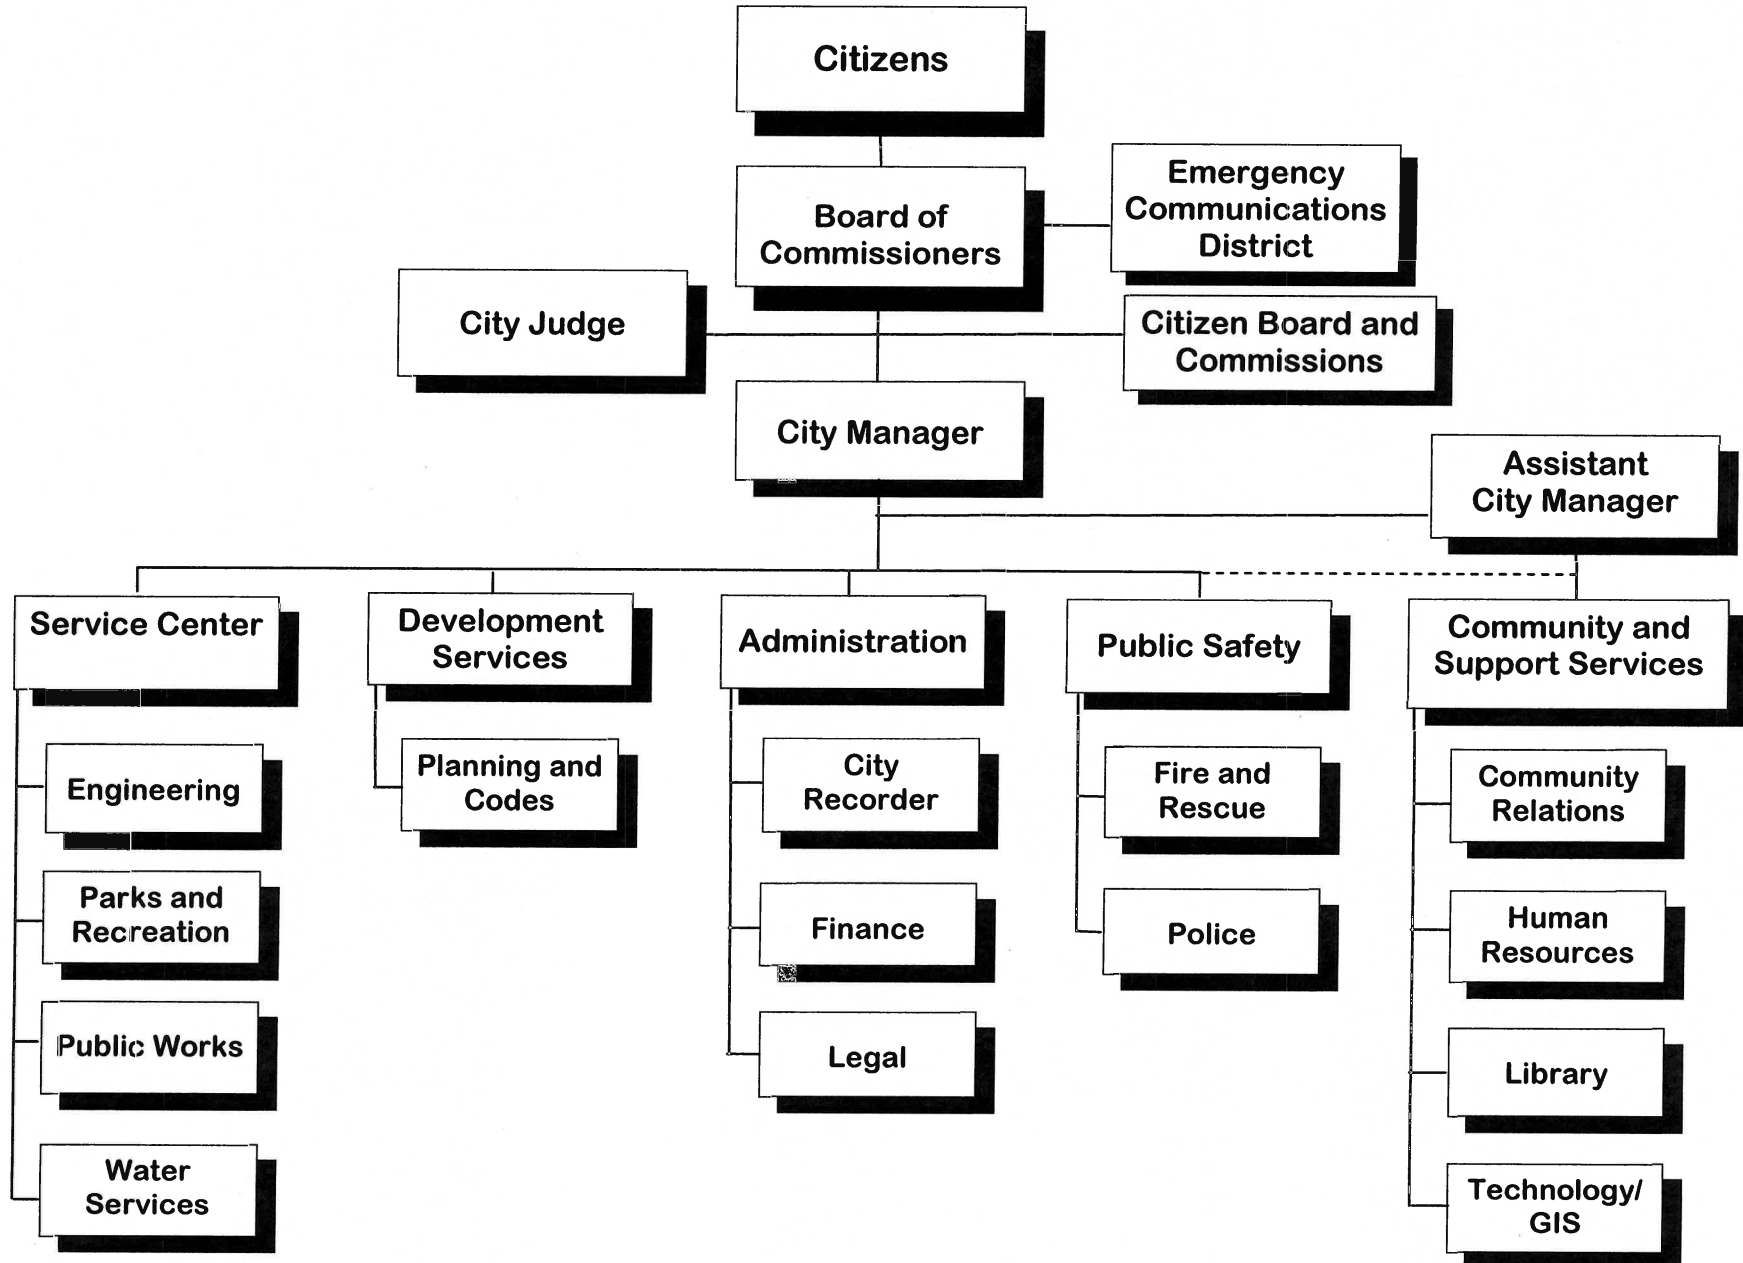 Citizens
Board of
Commissioners
Emergency
Communications
District
City Judge
Citizen Board and
Commissions
City Manager
Assistant
City Manager
Service Center
Development
Services
Administration
Public Safety
Community and
Support Services
Engineering
Parks and
Recreation
Public Works
Water
Services
Planning and
Codes
City
Recorder
Finance
Legal
Fire and
Rescue
Police
Community
Relations
Human
Resources
Library
Technology/
GIS